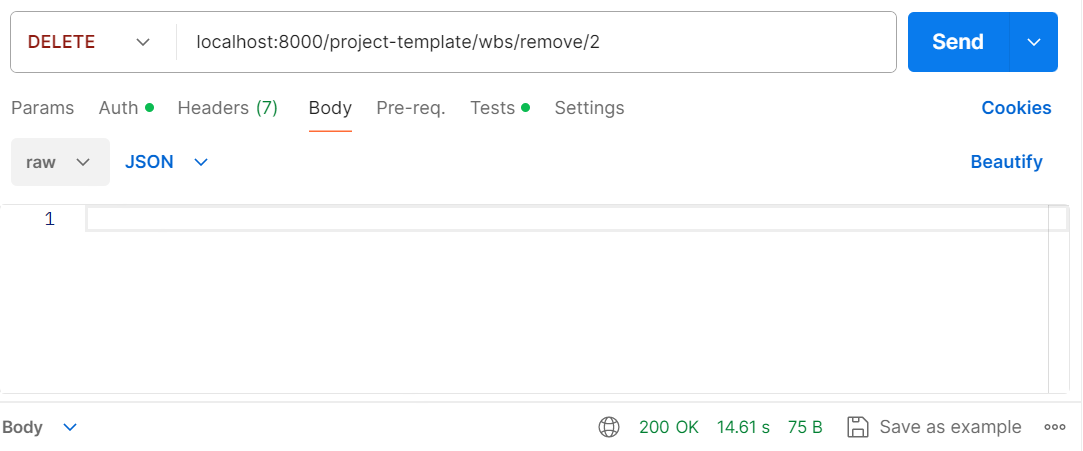 DELETE localhost:8000/project-template/wbs/remove/2 Send
Params Auth Headers (7) Body Pre-req. Tests Settings Cookies
raw JSON Beautify
1
Body 200 OK 14.61 s 75 B Save as example